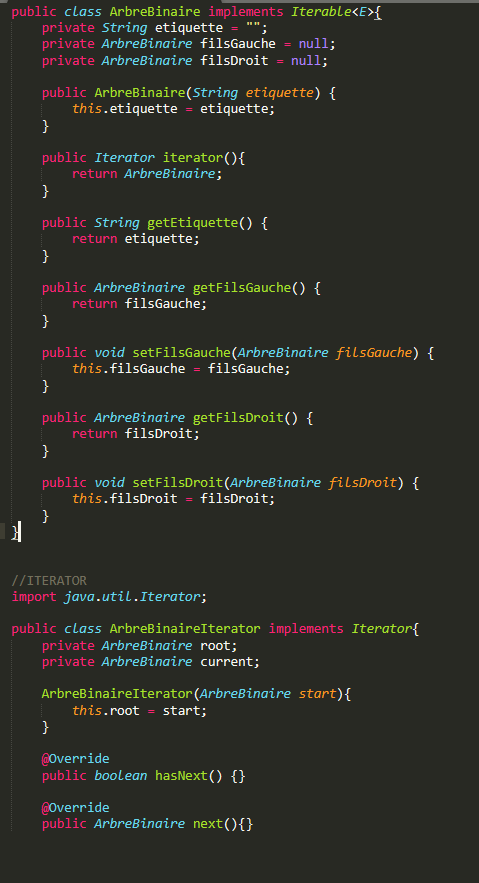 public class ArbreBinaire implements Iterable<E>{
private String etiquette = "";
private ArbreBinaire filsGauche = null;
private ArbreBinaire filsDroit = null;
public ArbreBinaire(String etiquette) {
this.etiquette = etiquette;
}
public Iterator iterator(){
return ArbreBinaire;
}
public String getEtiquette() {
return etiquette;
}
public ArbreBinaire getFilsGauche() {
return filsGauche;
}
public void setFilsGauche(ArbreBinaire filsGauche) {
this.filsGauche = filsGauche;
}
public ArbreBinaire getFilsDroit() {
return filsDroit;
}
public void setFilsDroit(ArbreBinaire filsDroit) {
this.filsDroit = filsDroit;
}
}
//ITERATOR
import java.util.Iterator;
public class ArbreBinaireIterator implements Iterator{
private ArbreBinaire root;
private ArbreBinaire current;
ArbreBinaireIterator(ArbreBinaire start){
this.root = start;
}
@Override
public boolean hasNext() {}
@Override
public ArbreBinaire next(){}